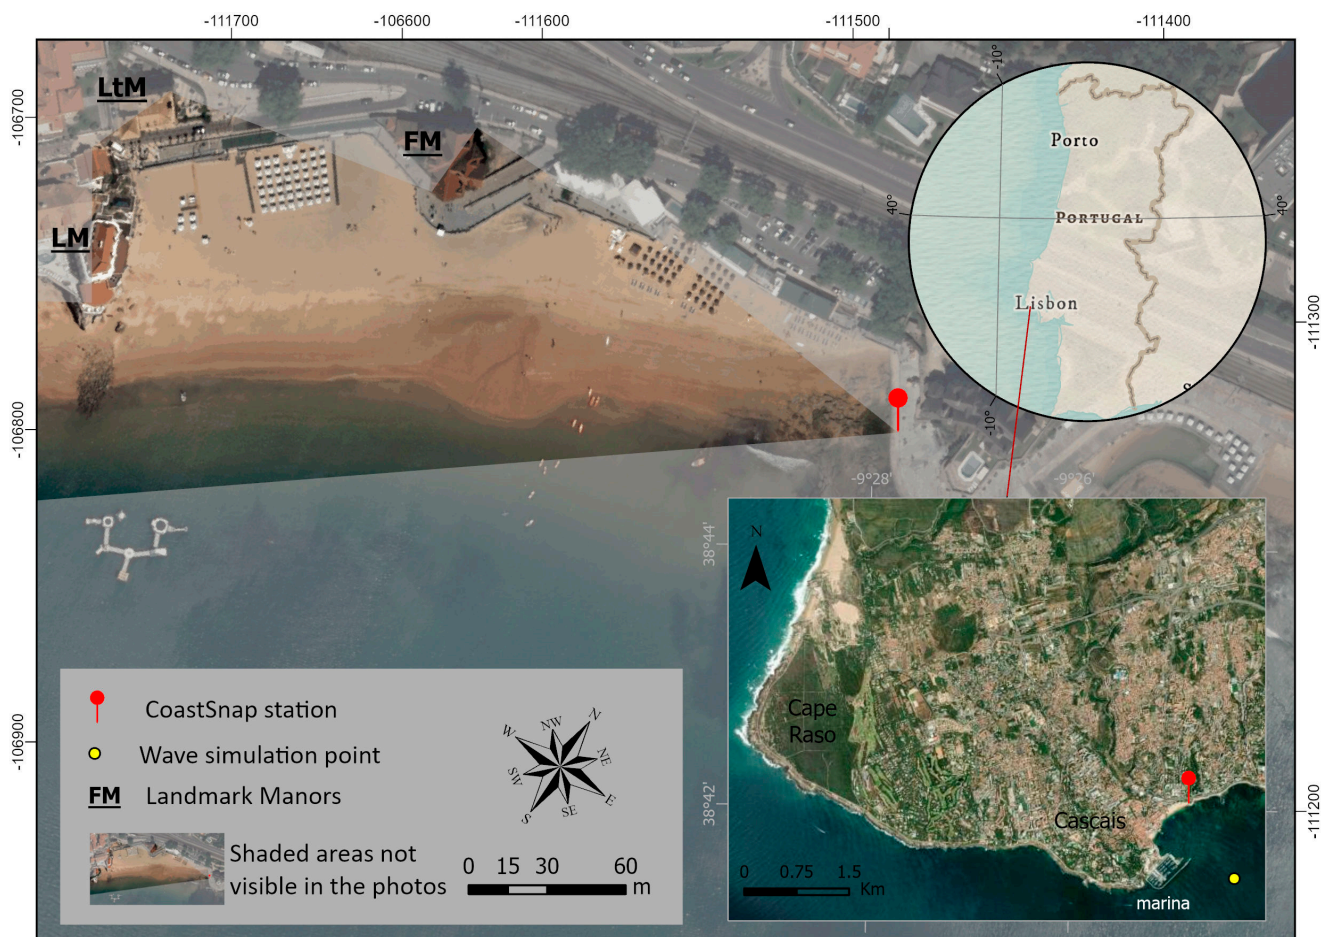 -111700
-106600
-111600
-111500
-111400
-106700
-106800
-106900
-111300
-111200
LtM
FM
LM
-10°
Porto
40°
PORTUGAL
40°
Lisbon
S
-10°
-9°28'
-9°26'
38°44'
38°42'
N
Cape
Raso
Cascais
marina
0 0.75 1.5
Km
CoastSnap station
Wave simulation point
FM Landmark Manors
Shaded areas not
visible in the photos
N
NE
E
SE
S
SW
W
NW
0 15 30 60
m